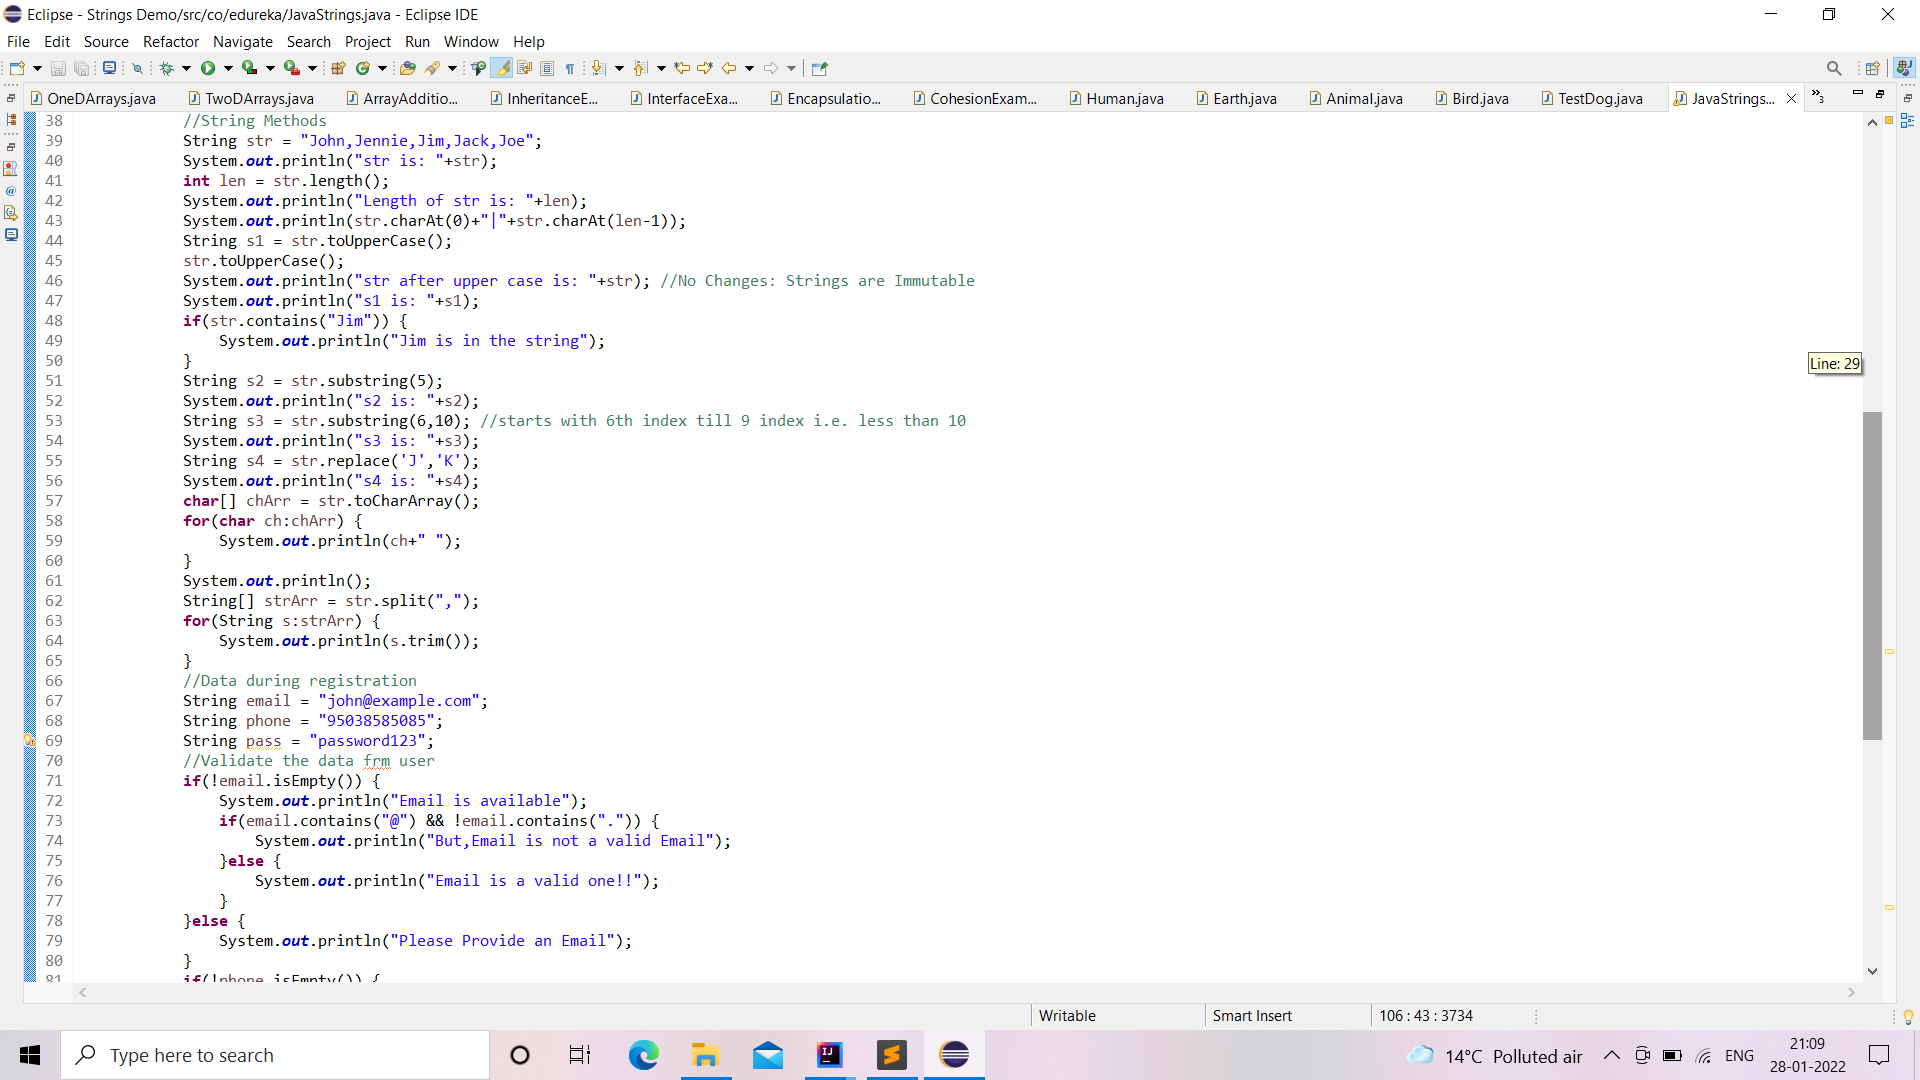 Eclipse - Strings Demo/src/co/edureka/JavaStrings.java - Eclipse IDE
File Edit Source Refactor Navigate Search Project Run Window Help
OneDArrays.java TwoDArrays.java ArrayAdditio... InheritanceE... InterfaceExa... Encapsulatio... CohesionExam... Human.java Earth.java Animal.java Bird.java TestDog.java JavaStrings... 3
38 //String Methods
39 String str = "John,Jennie,Jim,Jack,Joe";
40 System.out.println("str is: "+str);
41 int len = str.length();
42 System.out.println("Length of str is: "+len);
43 System.out.println(str.charAt(0)+"|"+str.charAt(len-1));
44 String s1 = str.toUpperCase();
45 str.toUpperCase();
46 System.out.println("str after upper case is: "+str); //No Changes: Strings are Immutable
47 System.out.println("s1 is: "+s1);
48 if(str.contains("Jim")) {
49 System.out.println("Jim is in the string");
50 }
Line: 29
51 String s2 = str.substring(5);
52 System.out.println("s2 is: "+s2);
53 String s3 = str.substring(6,10); //starts with 6th index till 9 index i.e. less than 10
54 System.out.println("s3 is: "+s3);
55 String s4 = str.replace('J','K');
56 System.out.println("s4 is: "+s4);
57 char[] chArr = str.toCharArray();
58 for(char ch:chArr) {
59 System.out.println(ch+" ");
60 }
61 System.out.println();
62 String[] strArr = str.split(",");
63 for(String s:strArr) {
64 System.out.println(s.trim());
65 }
66 //Data during registration
67 String email = "john@example.com";
68 String phone = "95038585085";
69 String pass = "password123";
70 //Validate the data frm user
71 if(!email.isEmpty()) {
72 System.out.println("Email is available");
73 if(email.contains("@") && !email.contains(".")) {
74 System.out.println("But,Email is not a valid Email");
75 }else {
76 System.out.println("Email is a valid one!!");
77 }
78 }else {
79 System.out.println("Please Provide an Email");
80 }
81 if(!phone.isEmpty()) {
Writable Smart Insert 106 : 43 : 3734
Type here to search
14°C Polluted air ENG
21:09
28-01-2022